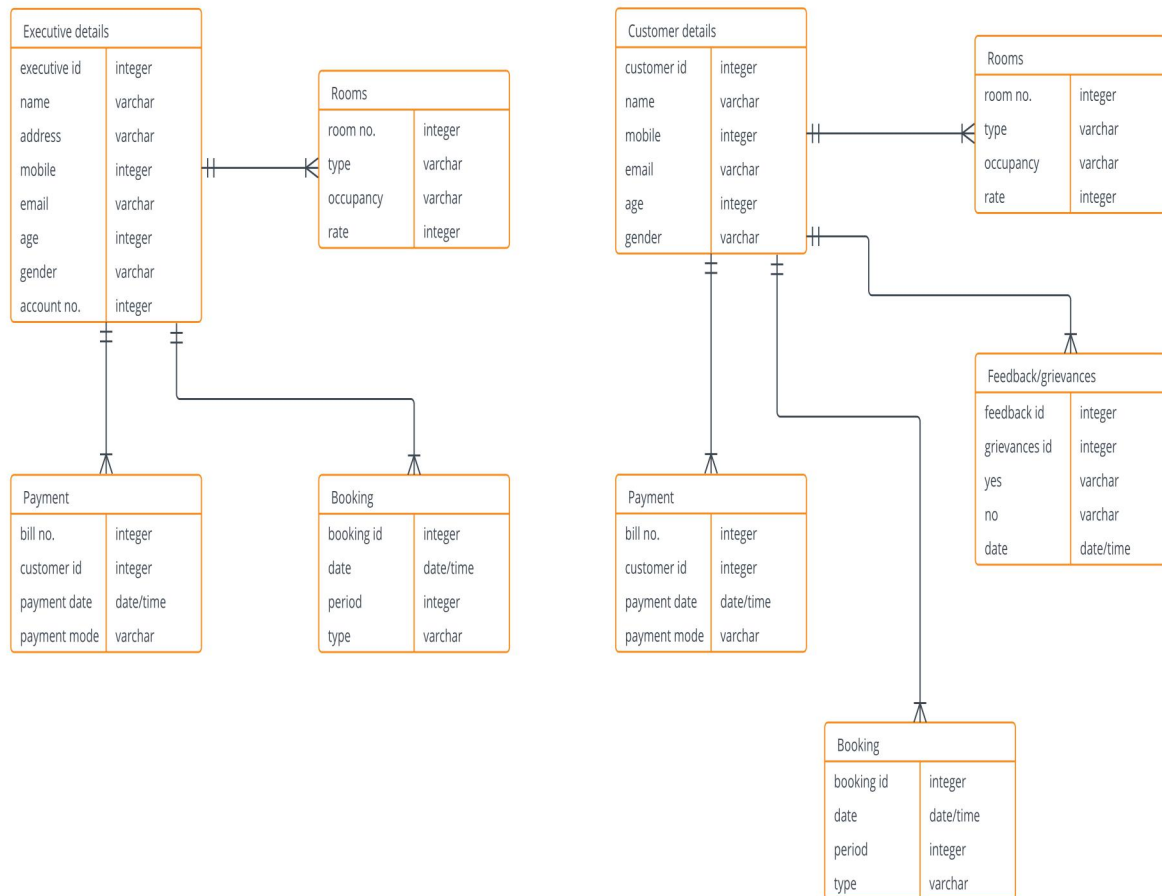 Executive details
executive id integer
name varchar
address varchar
mobile integer
email varchar
age integer
gender varchar
account no. integer
Rooms
room no. integer
type varchar
occupancy varchar
rate integer
Payment
bill no. integer
customer id integer
payment date date/time
payment mode varchar
Booking
booking id integer
date date/time
period integer
type varchar
Customer details
customer id integer
name varchar
mobile integer
email varchar
age integer
gender varchar
Rooms
room no. integer
type varchar
occupancy varchar
rate integer
Feedback/grievances
feedback id integer
grievances id integer
yes varchar
no varchar
date date/time
Payment
bill no. integer
customer id integer
payment date date/time
payment mode varchar
Booking
booking id integer
date date/time
period integer
type varchar